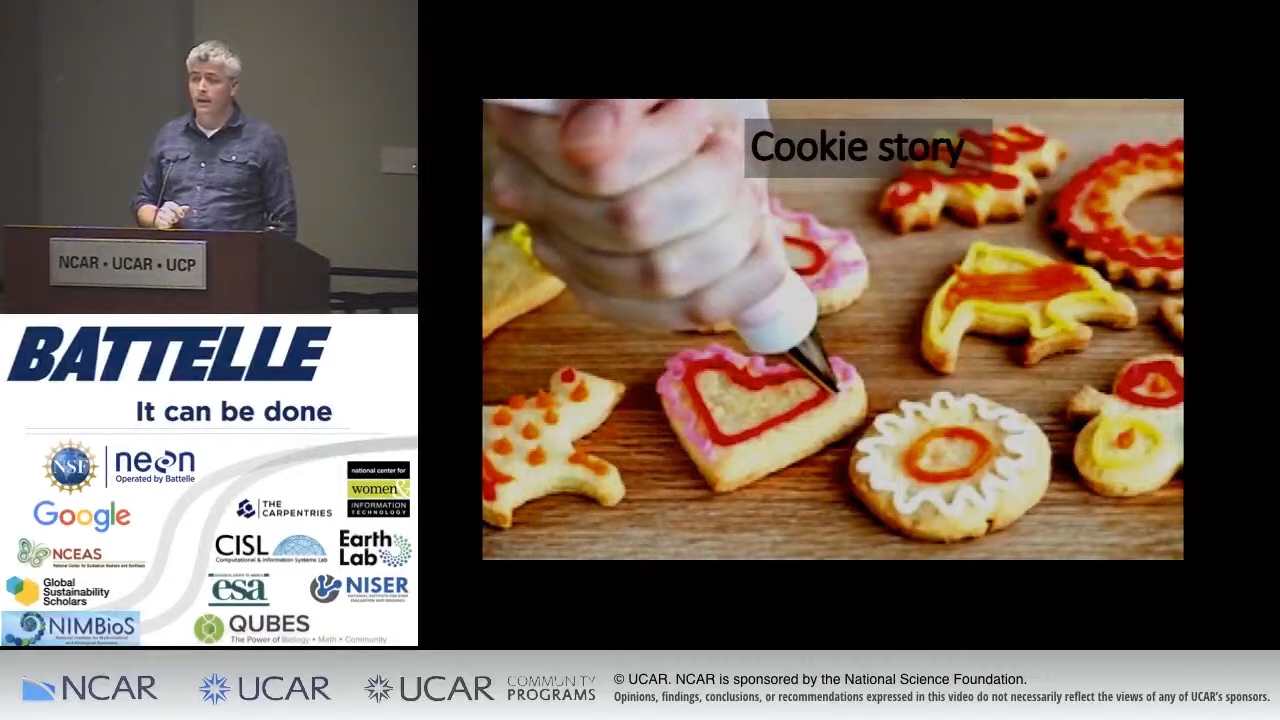 Cookie story
NCAR • UCAR • UCP
BATTELLE
It can be done
NSF
neon
Operated by Battelle
national center for
women&
INFORMATION
TECHNOLOGY
Google
THE
CARPENTRIES
NCEAS
CISL
Computational & Information Systems Lab
Earth
Lab
Global
Sustainability
Scholars
esa
NISER
NIMBioS
QUBES
The Power of Biology • Math • Community
NCAR
UCAR
UCAR
COMMUNITY
PROGRAMS
© UCAR. NCAR is sponsored by the National Science Foundation.
Opinions, findings, conclusions, or recommendations expressed in this video do not necessarily reflect the views of any of UCAR's sponsors.